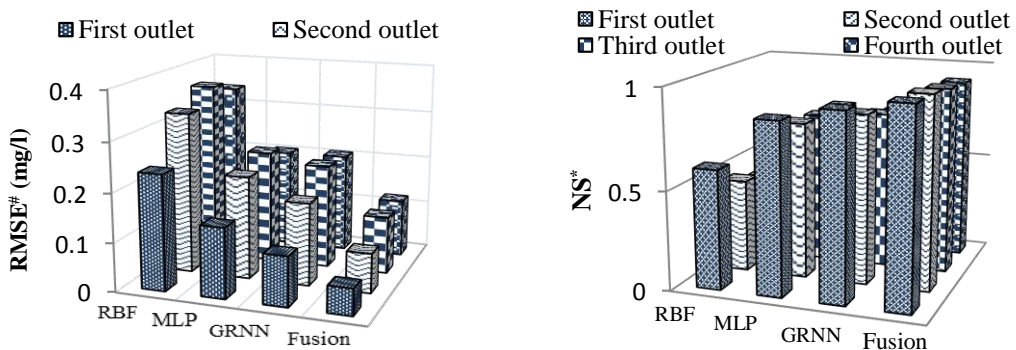 First outlet Second outlet
RMSE# (mg/l)
0.4
0.3
0.2
0.1
0
RBF
MLP
GRNN
Fusion
First outlet Second outlet
Third outlet Fourth outlet
NS*
1
0.5
0
RBF
MLP
GRNN
Fusion